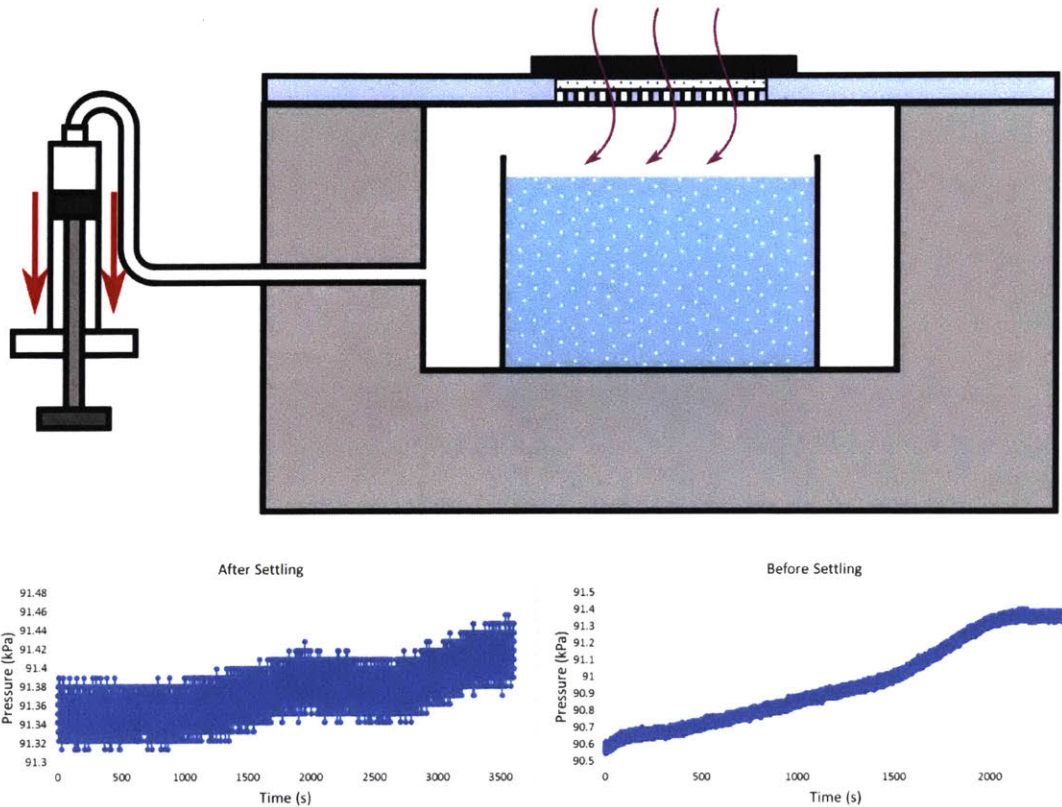 After Settling
91.48
91.46
91.44
91.42
91.4
91.38
91.36
91.34
91.32
91.3
Pressure (kPa)
0 500 1000 1500 2000 2500 3000 3500
Time (s)
Before Settling
91.5
91.4
91.3
91.2
91.1
91
90.9
90.8
90.7
90.6
90.5
Pressure (kPa)
0 500 1000 1500 2000
Time (s)